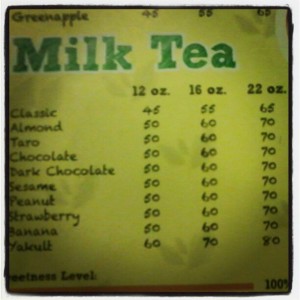 Greenapple 45 55 65
Milk Tea
12 oz. 16 oz. 22 oz.
Classic 45 55 65
Almond 50 60 70
Taro 50 60 70
Chocolate 50 60 70
Dark Chocolate 50 60 70
Sesame 50 60 70
Peanut 50 60 70
Strawberry 50 60 70
Banana 50 60 70
Yakult 60 70 80
eetness Level:
100%